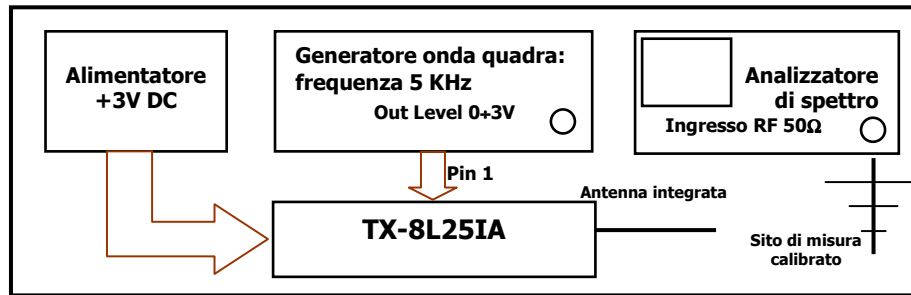 Alimentatore
+3V DC
Generatore onda quadra:
frequenza 5 KHz
Out Level 0÷3V
Analizzatore
di spettro
Ingresso RF 50Ω
Pin 1
Antenna integrata
TX-8L25IA
Sito di misura
calibrato